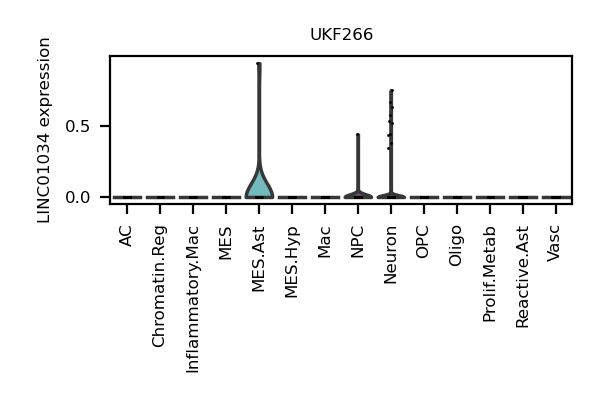 UKF266
LINC01034 expression
0.5
0.0
AC
Chromatin.Reg
Inflammatory.Mac
MES
MES.Ast
MES.Hyp
Mac
NPC
Neuron
OPC
Oligo
Prolif.Metab
Reactive.Ast
Vasc